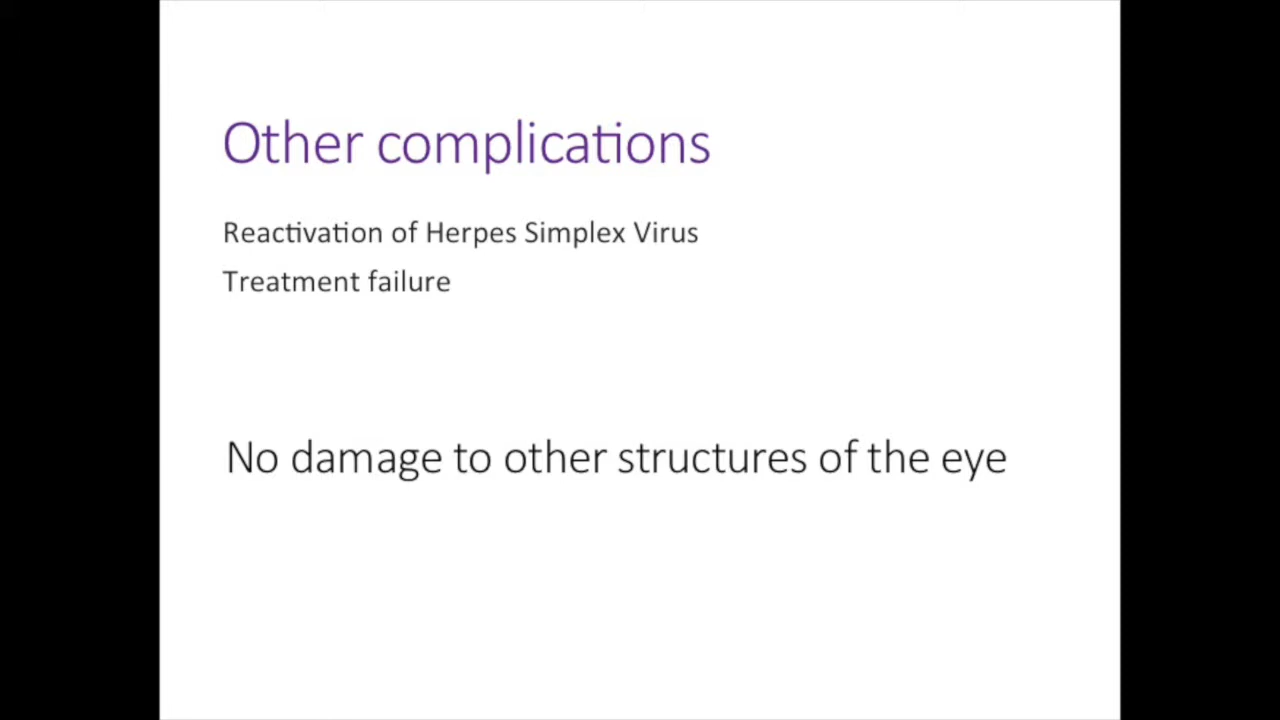 Other complications
Reactivation of Herpes Simplex Virus
Treatment failure
No damage to other structures of the eye